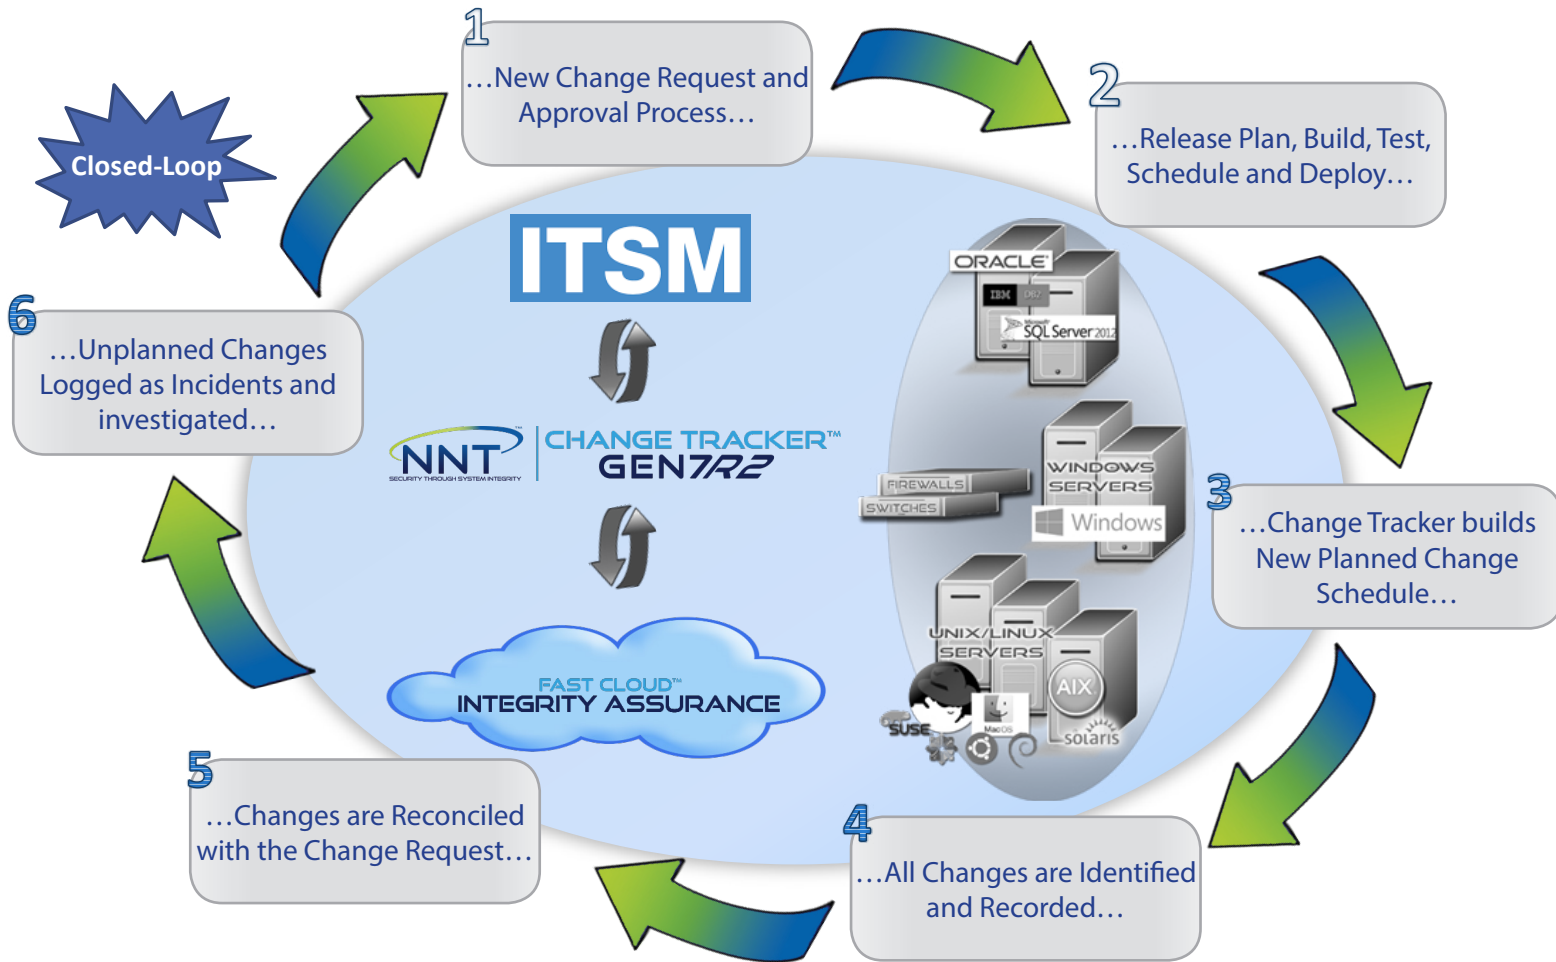 1
…New Change Request and
Approval Process…
2
…Release Plan, Build, Test,
Schedule and Deploy…
Closed-Loop
ITSM
ORACLE®
IBM DB2
Microsoft
SQL Server 2012
6
…Unplanned Changes
Logged as Incidents and
investigated…
NNT™
SECURITY THROUGH SYSTEM INTEGRITY
CHANGE TRACKER™
GEN7R2
FIREWALLS
SWITCHES
WINDOWS
SERVERS
Windows
3
…Change Tracker builds
New Planned Change
Schedule…
UNIX/LINUX
SERVERS
AIX
SUSE
MacOS
solaris
FAST CLOUD™
INTEGRITY ASSURANCE
5
…Changes are Reconciled
with the Change Request…
4
…All Changes are Identified
and Recorded…